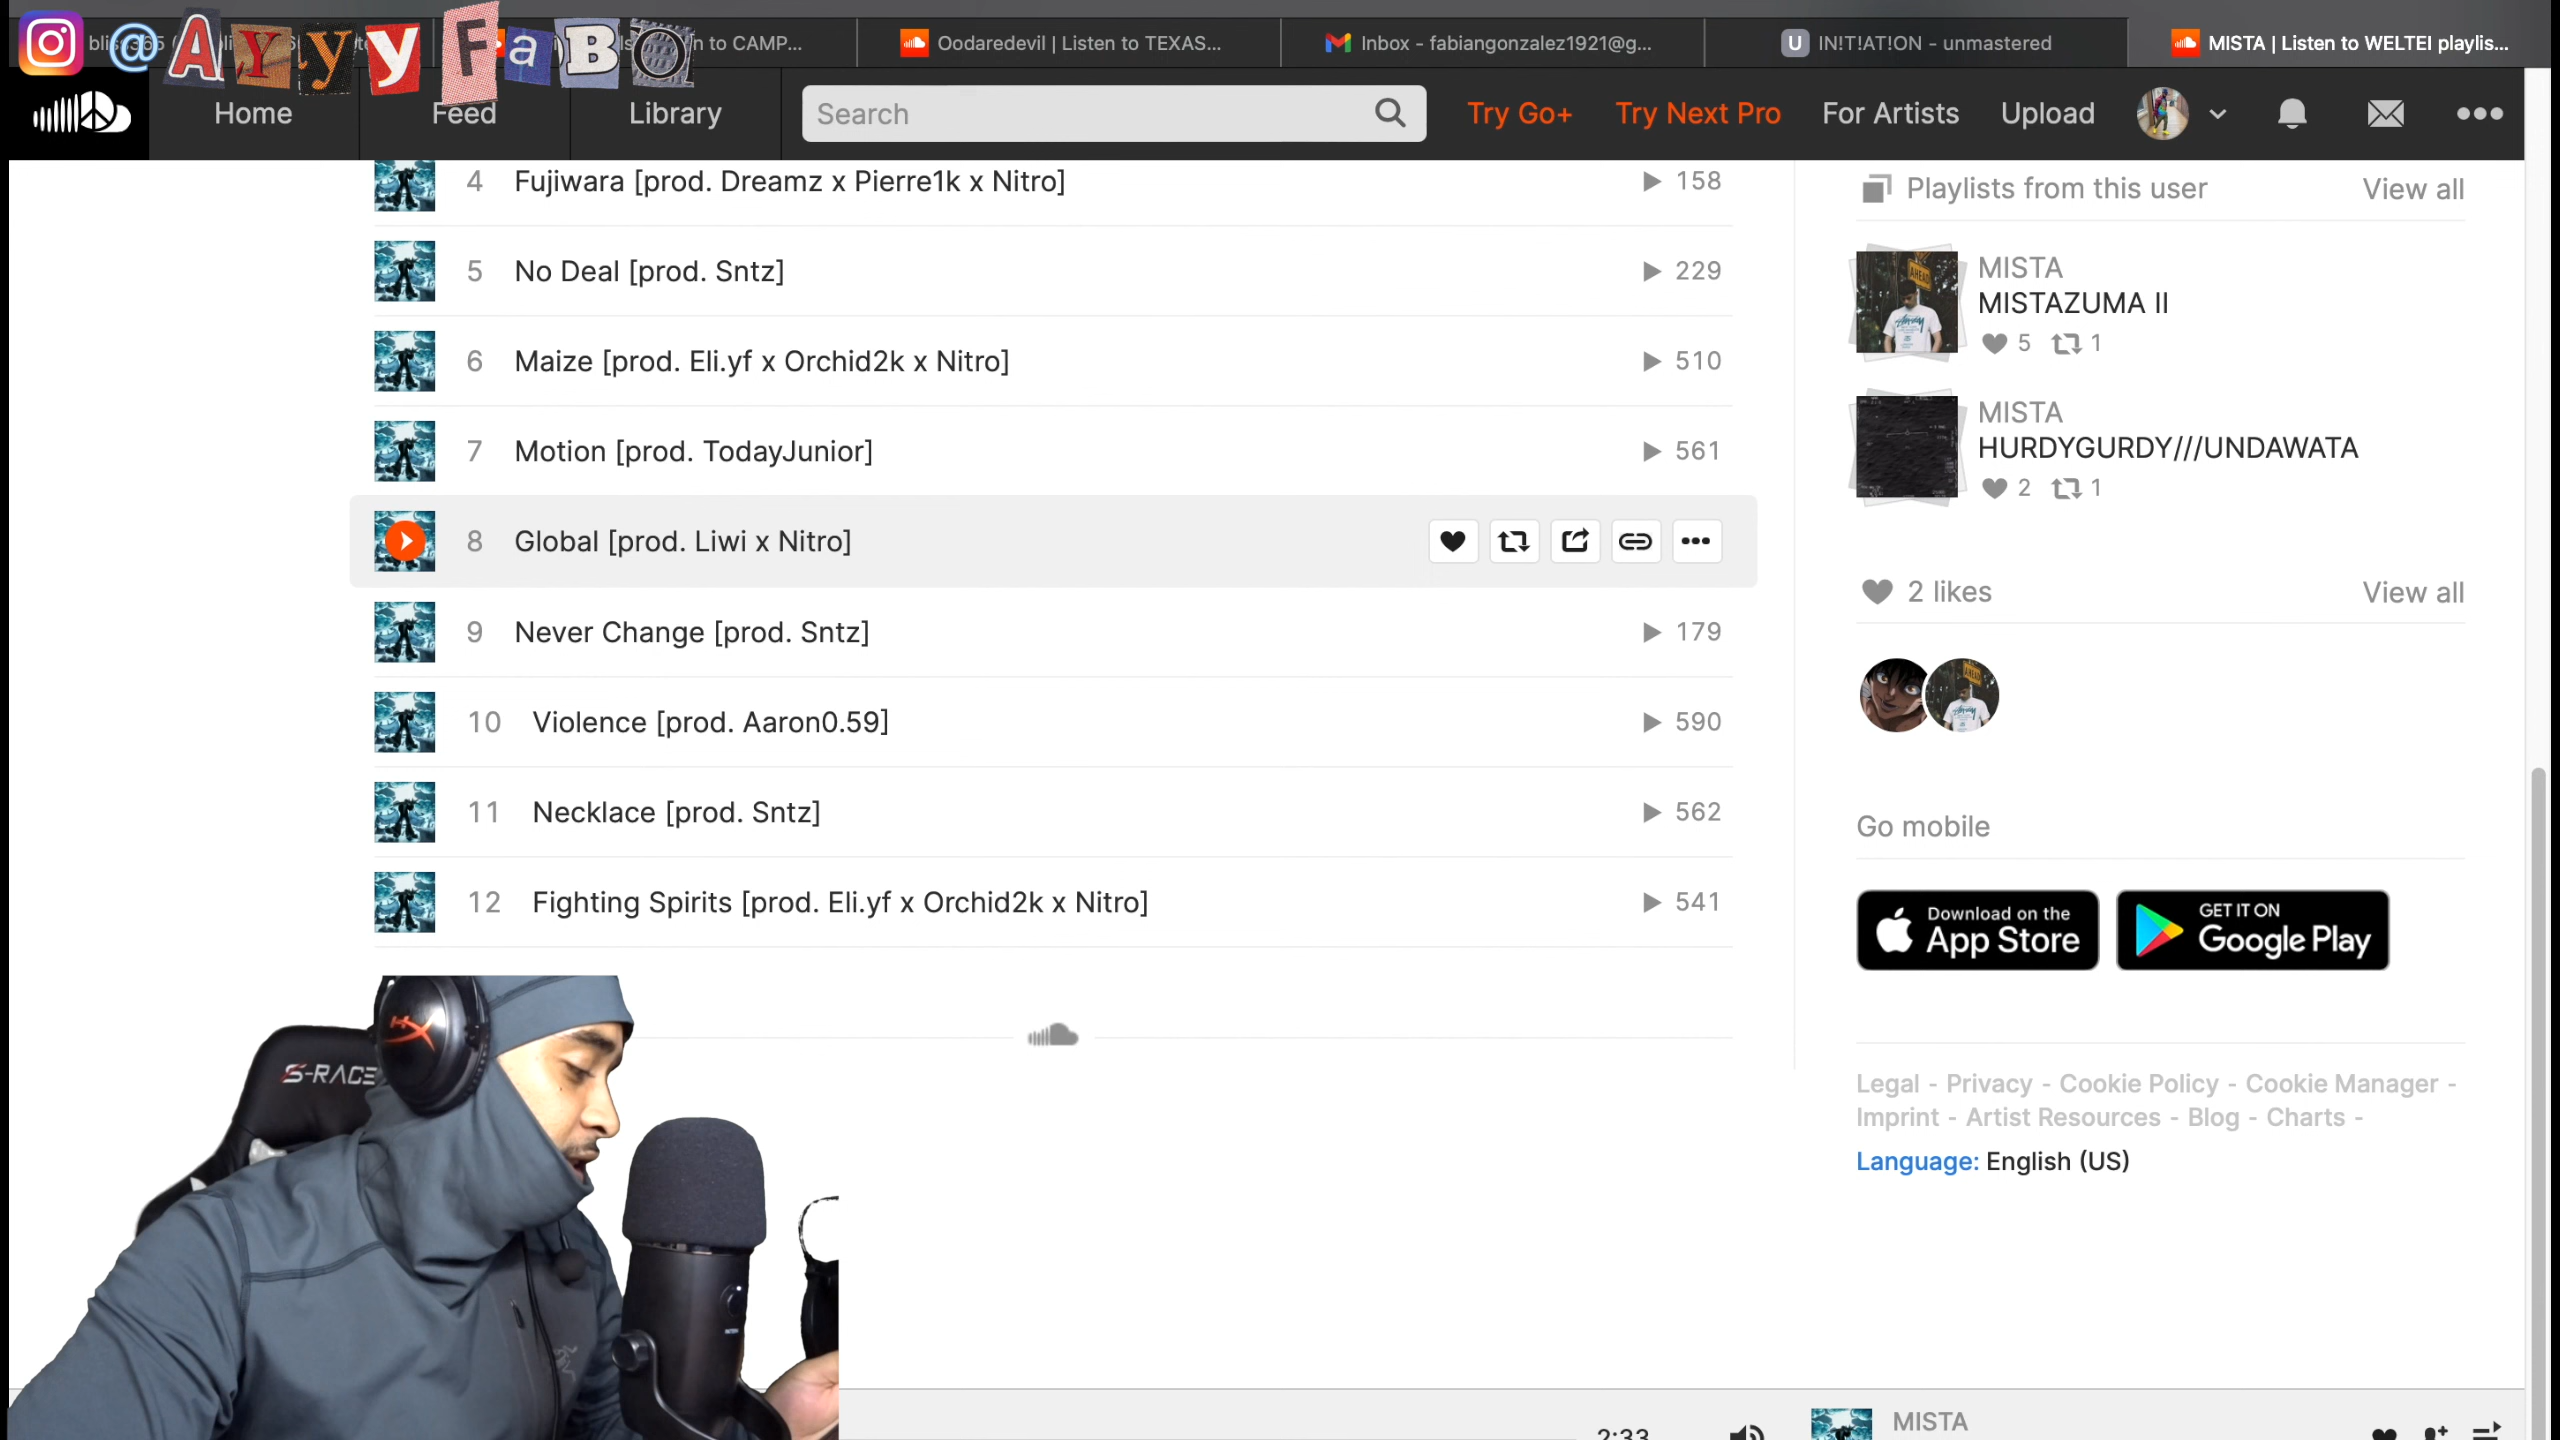 @AYyyFaBO
n to CAMP...
Oodaredevil | Listen to TEXAS...
Inbox - fabiangonzalez1921@g...
U IN!T!AT!ON - unmastered
MISTA | Listen to WELTEI playlis...
Home
Feed
Library
Search
Try Go+
Try Next Pro
For Artists
Upload
4 Fujiwara [prod. Dreamz x Pierre1k x Nitro] 158
5 No Deal [prod. Sntz] 229
6 Maize [prod. Eli.yf x Orchid2k x Nitro] 510
7 Motion [prod. TodayJunior] 561
8 Global [prod. Liwi x Nitro]
9 Never Change [prod. Sntz] 179
10 Violence [prod. Aaron0.59] 590
11 Necklace [prod. Sntz] 562
12 Fighting Spirits [prod. Eli.yf x Orchid2k x Nitro] 541
Playlists from this user View all
MISTA
MISTAZUMA II
5 1
MISTA
HURDYGURDY///UNDAWATA
2 1
2 likes View all
Go mobile
Download on the
App Store
GET IT ON
Google Play
Legal - Privacy - Cookie Policy - Cookie Manager -
Imprint - Artist Resources - Blog - Charts -
Language: English (US)
S-RACE
2:33
MISTA